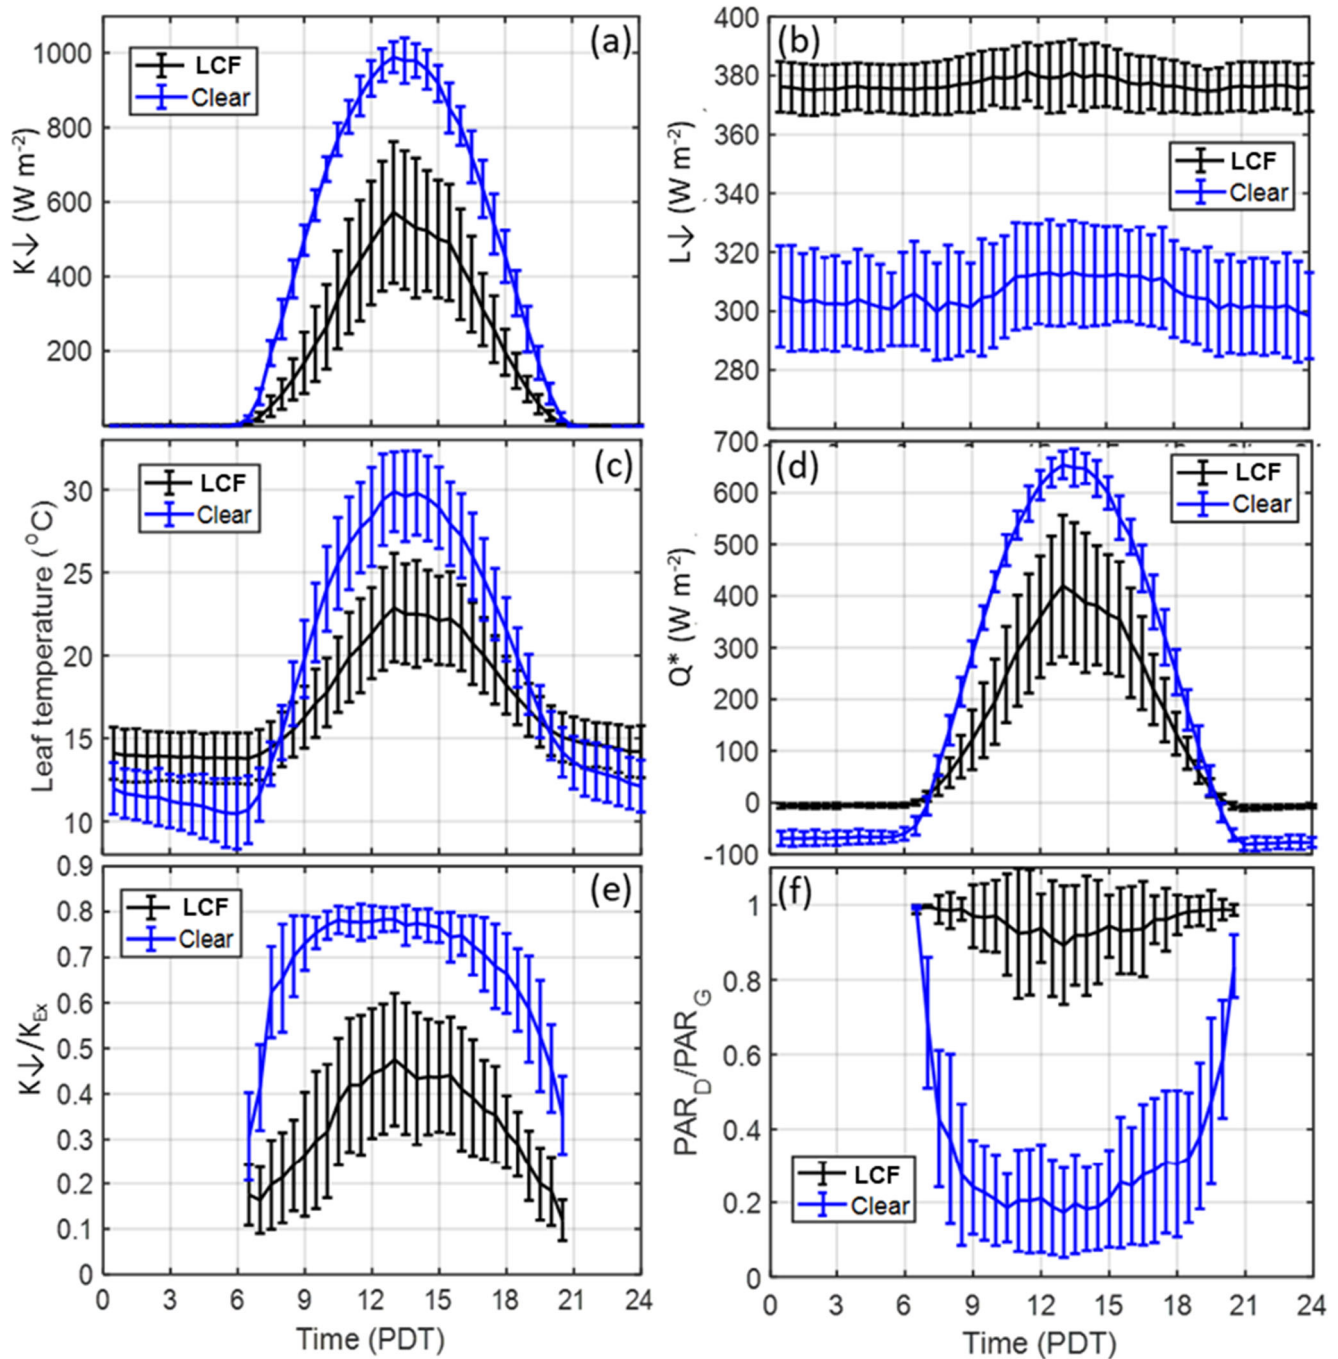 (a)
LCF
Clear
K↓ (W m⁻²)
1000
800
600
400
200
(b)
LCF
Clear
L↓ (W m⁻²)
400
380
360
340
320
300
280
(c)
LCF
Clear
Leaf temperature (°C)
30
25
20
15
10
(d)
LCF
Clear
Q* (W m⁻²)
700
600
500
400
300
200
100
0
-100
(e)
LCF
Clear
K↓/K_Ex
0.9
0.8
0.7
0.6
0.5
0.4
0.3
0.2
0.1
0
0 3 6 9 12 15 18 21 24
Time (PDT)
(f)
LCF
Clear
PAR_D/PAR_G
1
0.8
0.6
0.4
0.2
0
0 3 6 9 12 15 18 21 24
Time (PDT)